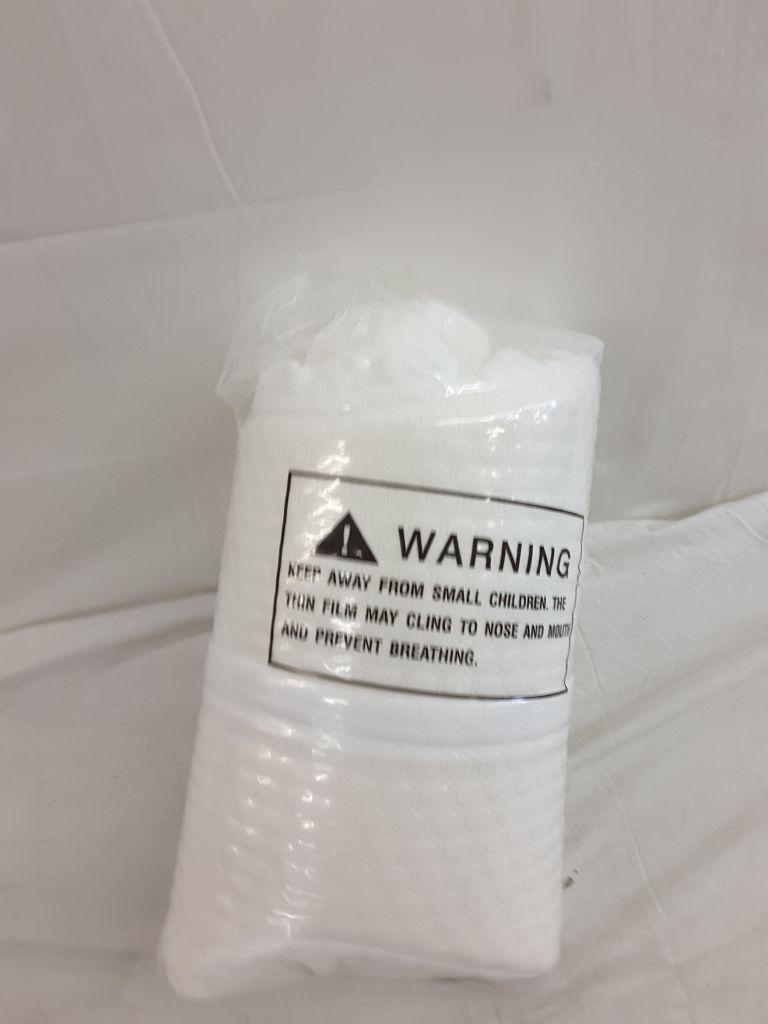 WARNING
KEEP AWAY FROM SMALL CHILDREN. THE
THIN FILM MAY CLING TO NOSE AND MOUTH
AND PREVENT BREATHING.